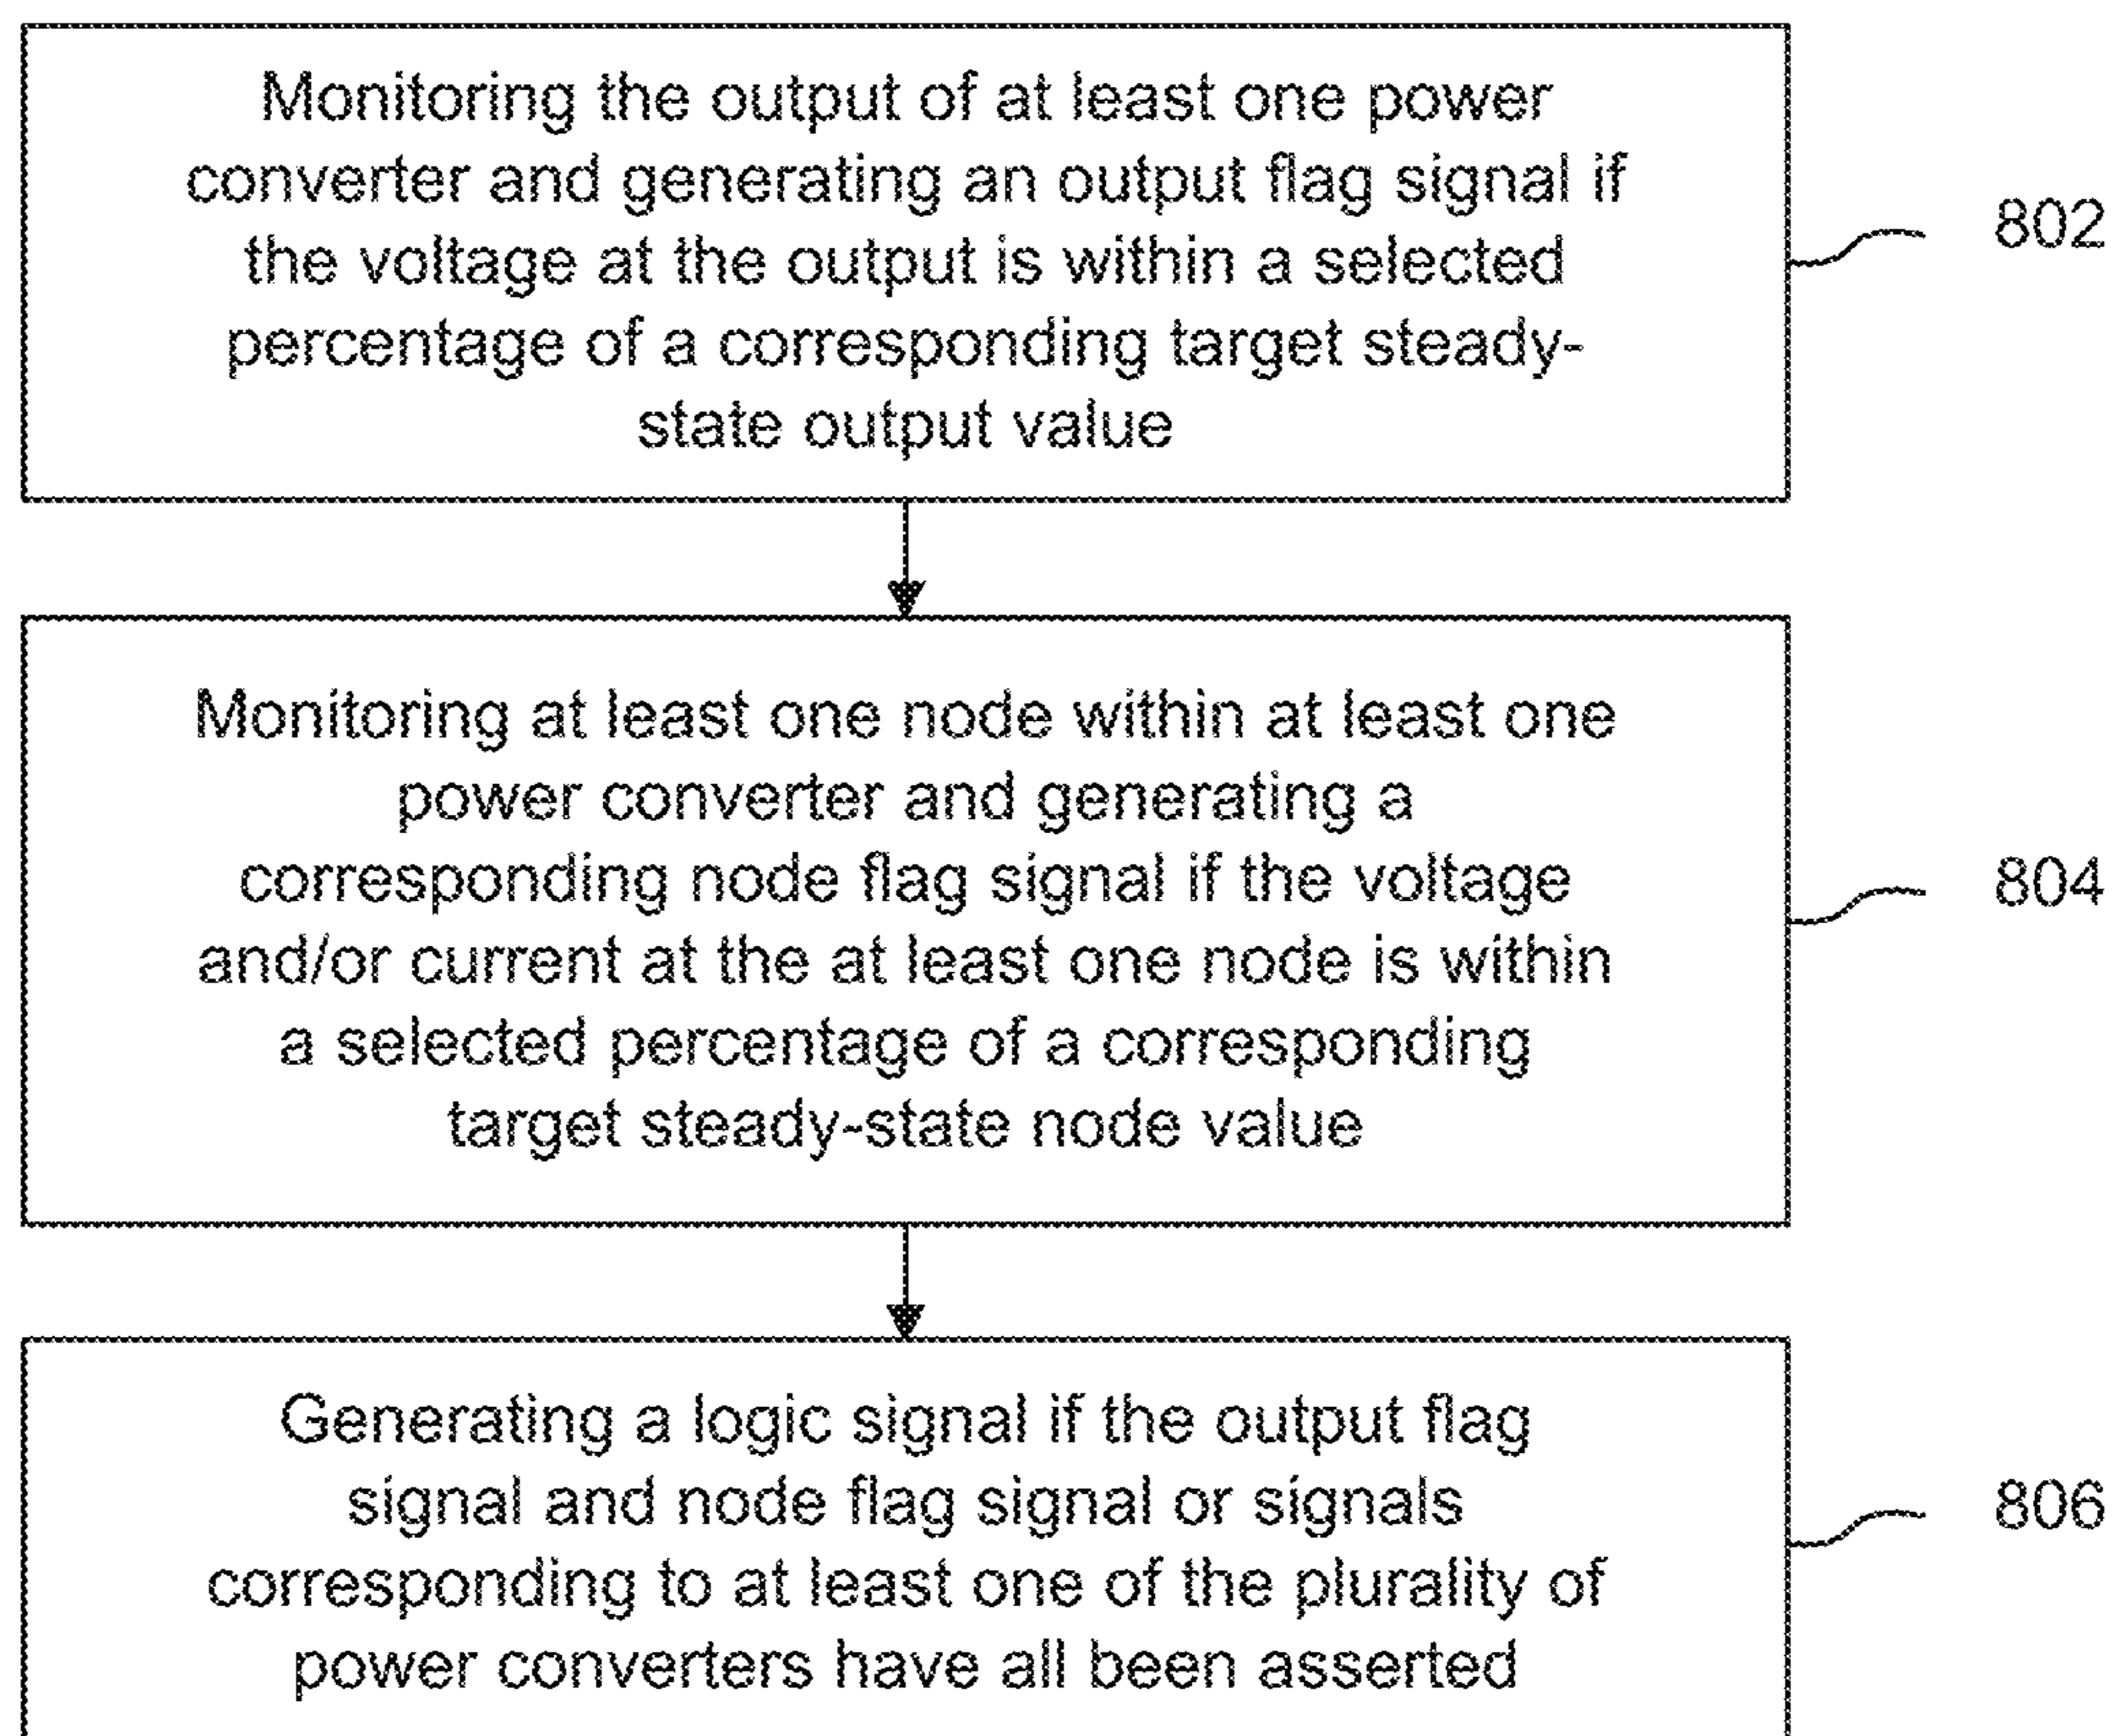 Monitoring the output of at least one power
converter and generating an output flag signal if
the voltage at the output is within a selected
percentage of a corresponding target steady-
state output value
802
Monitoring at least one node within at least one
power converter and generating a
corresponding node flag signal if the voltage
and/or current at the at least one node is within
a selected percentage of a corresponding
target steady-state node value
804
Generating a logic signal if the output flag
signal and node flag signal or signals
corresponding to at least one of the plurality of
power converters have all been asserted
806